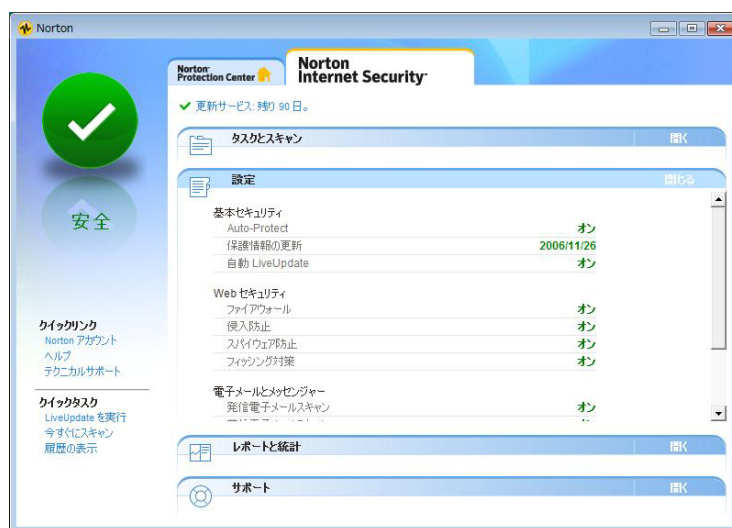 Norton
Norton
Protection Center
Norton
Internet Security
更新サービス: 残り 90 日。
安全
タスクとスキャン 開く
設定 閉じる
基本セキュリティ
Auto-Protect オン
保護情報の更新 2006/11/26
自動 LiveUpdate オン
Web セキュリティ
ファイアウォール オン
侵入防止 オン
スパイウェア防止 オン
フィッシング対策 オン
電子メールとメッセンジャー
発信電子メールスキャン オン
レポートと統計 開く
サポート 開く
クイックリンク
Norton アカウント
ヘルプ
テクニカルサポート
クイックタスク
LiveUpdate を実行
今すぐにスキャン
履歴の表示